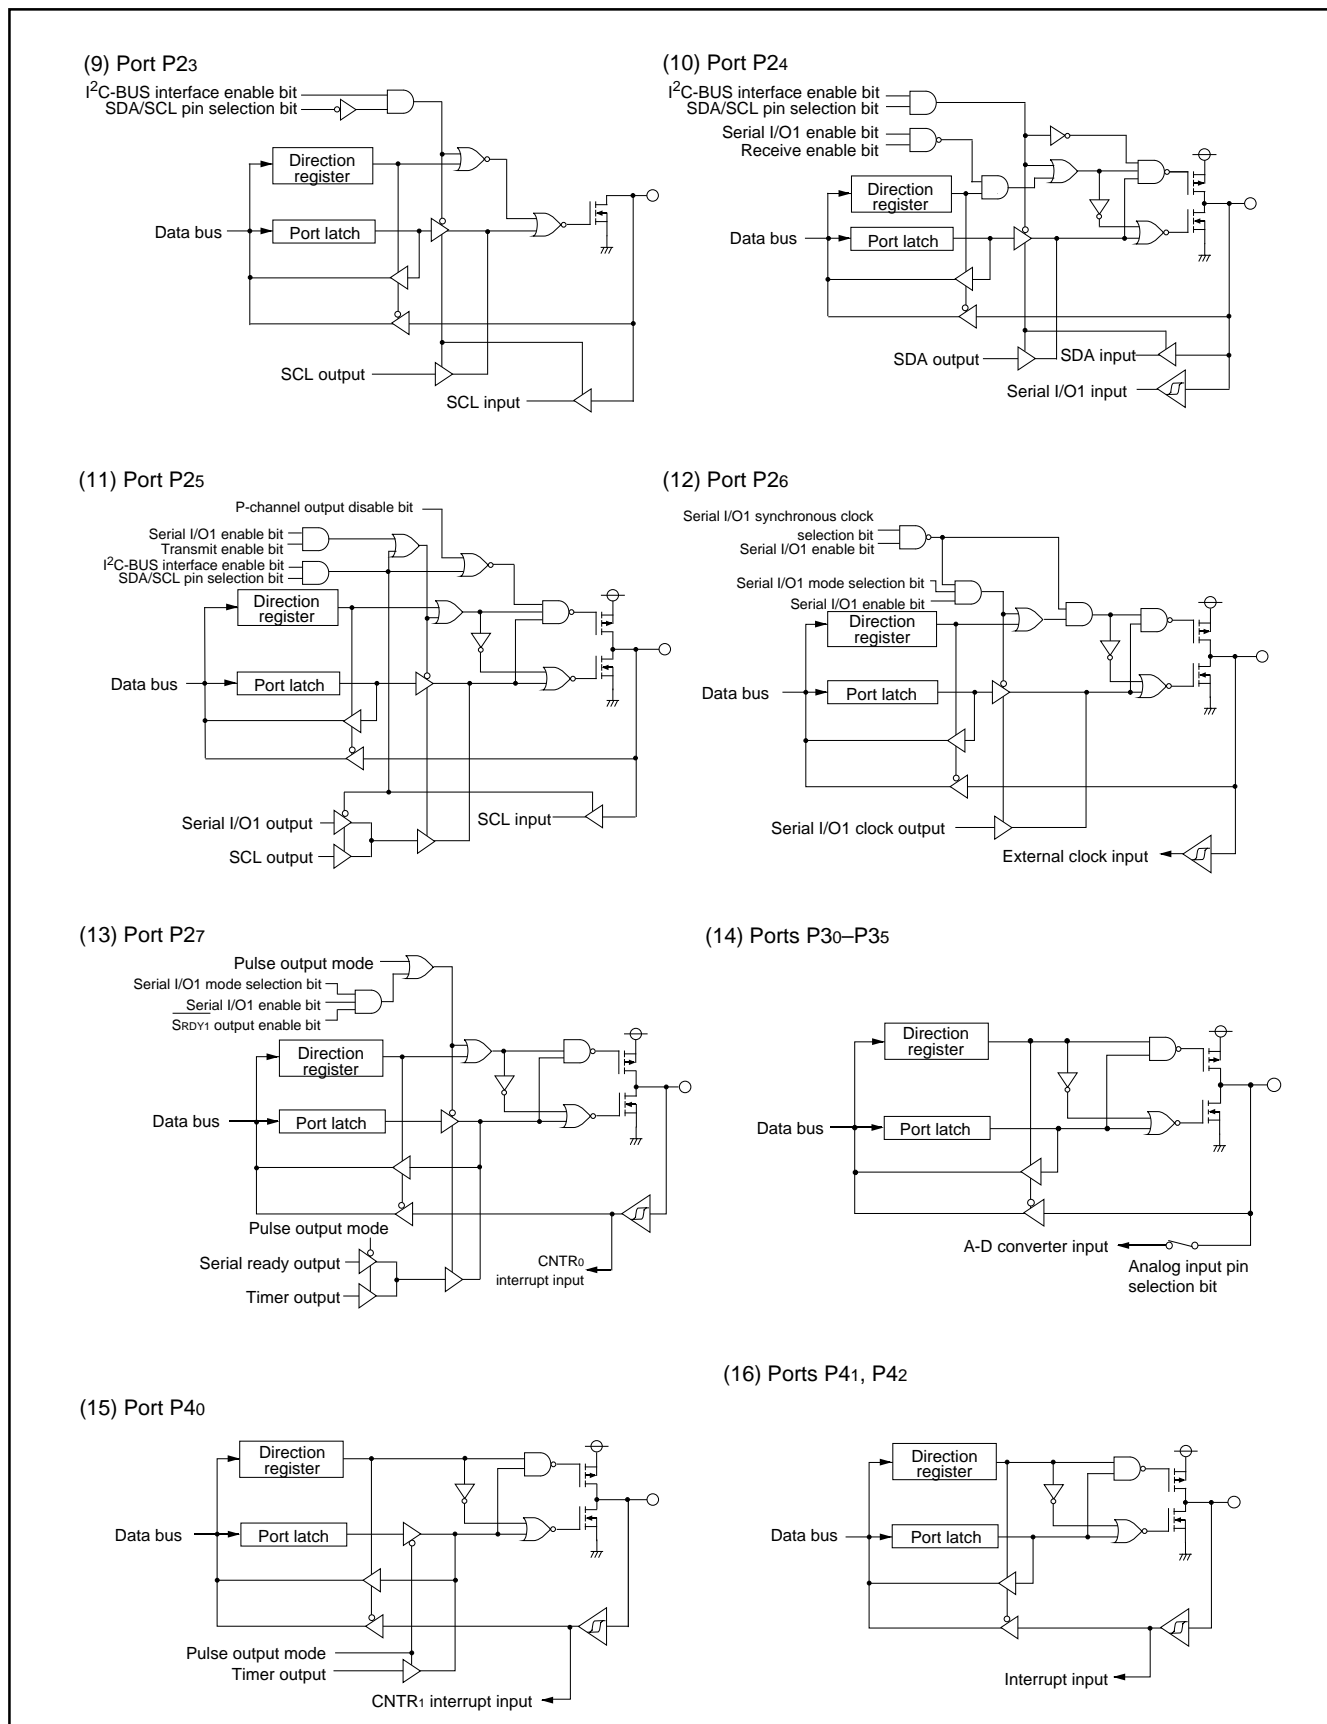 (9) Port P23
I2C-BUS interface enable bit
SDA/SCL pin selection bit
Direction
register
Data bus
Port latch
SCL output
SCL input
(10) Port P24
I2C-BUS interface enable bit
SDA/SCL pin selection bit
Serial I/O1 enable bit
Receive enable bit
Direction
register
Data bus
Port latch
SDA output
SDA input
Serial I/O1 input
(11) Port P25
P-channel output disable bit
Serial I/O1 enable bit
Transmit enable bit
I2C-BUS interface enable bit
SDA/SCL pin selection bit
Direction
register
Data bus
Port latch
Serial I/O1 output
SCL input
SCL output
(12) Port P26
Serial I/O1 synchronous clock
selection bit
Serial I/O1 enable bit
Serial I/O1 mode selection bit
Serial I/O1 enable bit
Direction
register
Data bus
Port latch
Serial I/O1 clock output
External clock input
(13) Port P27
Pulse output mode
Serial I/O1 mode selection bit
Serial I/O1 enable bit
SRDY1 output enable bit
Direction
register
Data bus
Port latch
Pulse output mode
Serial ready output
Timer output
CNTR0
interrupt input
(14) Ports P30–P35
Direction
register
Data bus
Port latch
A-D converter input
Analog input pin
selection bit
(15) Port P40
Direction
register
Data bus
Port latch
Pulse output mode
Timer output
CNTR1 interrupt input
(16) Ports P41, P42
Direction
register
Data bus
Port latch
Interrupt input